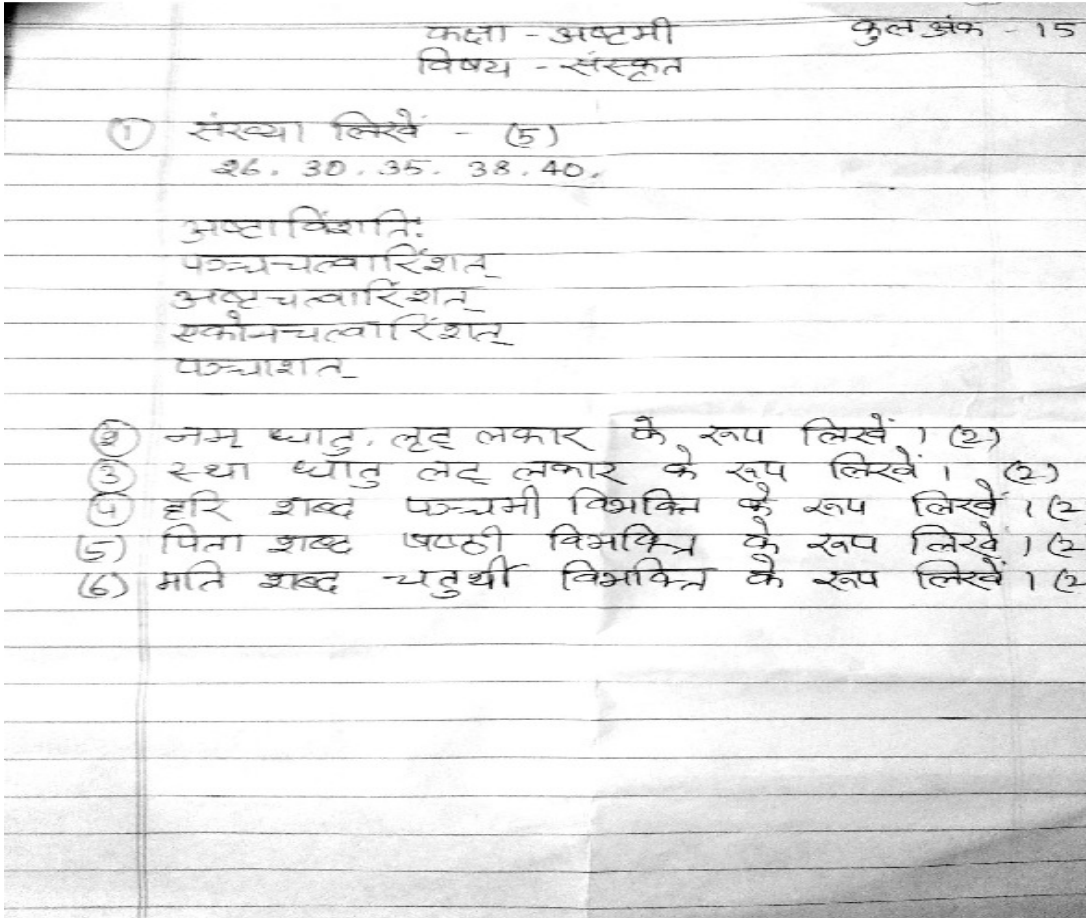 कक्षा - अष्टमी कुल अंक - 15
विषय - संस्कृत
① संख्या लिखें - (5)
26. 30. 35. 38. 40.
अष्टाविंशति:
पञ्चचत्वारिंशत्
अष्टचत्वारिंशत्
एकोनचत्वारिंशत्
पञ्चाशत्
② नम् धातु, लृट् लकार के रूप लिखें । (2)
③ स्था धातु लट् लकार के रूप लिखें । (2)
④ हरि शब्द पञ्चमी विभक्ति के रूप लिखें । (2
(5) पिता शब्द षष्ठी विभक्ति के रूप लिखें । (2
(6) मति शब्द चतुर्थी विभक्ति के रूप लिखें । (2